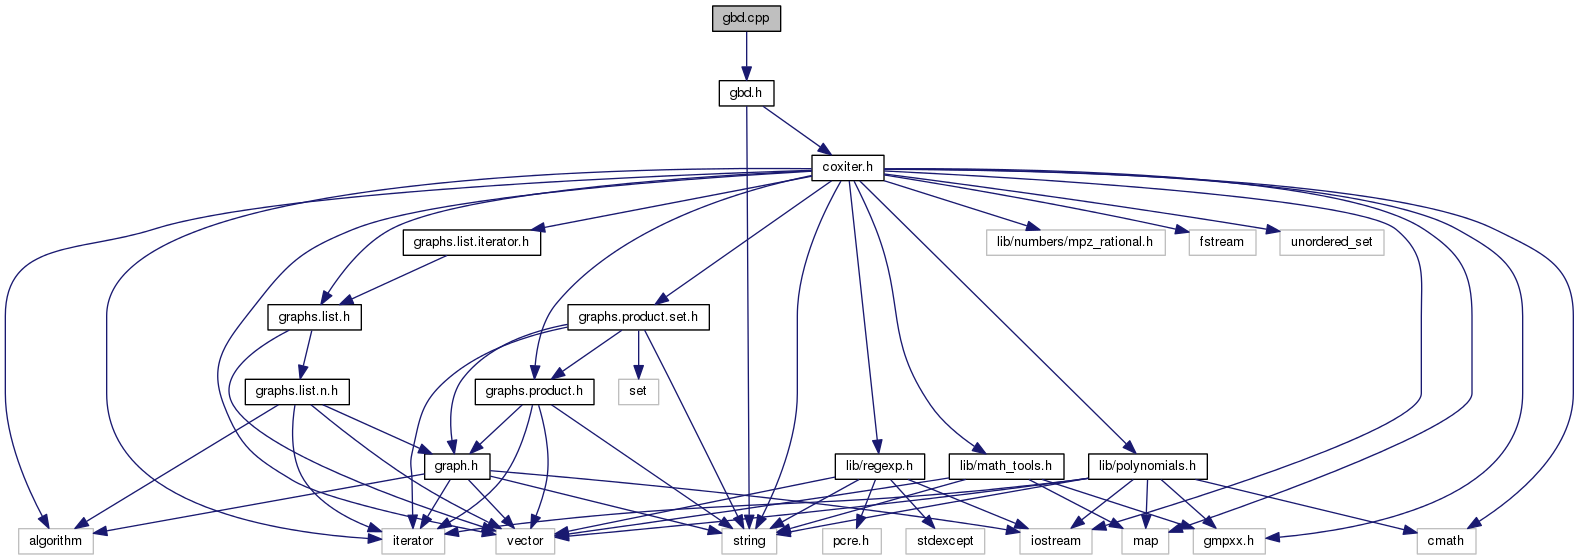 gbd.cpp
gbd.h
coxiter.h
graphs.list.iterator.h
lib/numbers/mpz_rational.h
fstream
unordered_set
graphs.list.h
graphs.product.set.h
graphs.list.n.h
graphs.product.h
set
graph.h
lib/regexp.h
lib/math_tools.h
lib/polynomials.h
algorithm
iterator
vector
string
pcre.h
stdexcept
iostream
map
gmpxx.h
cmath